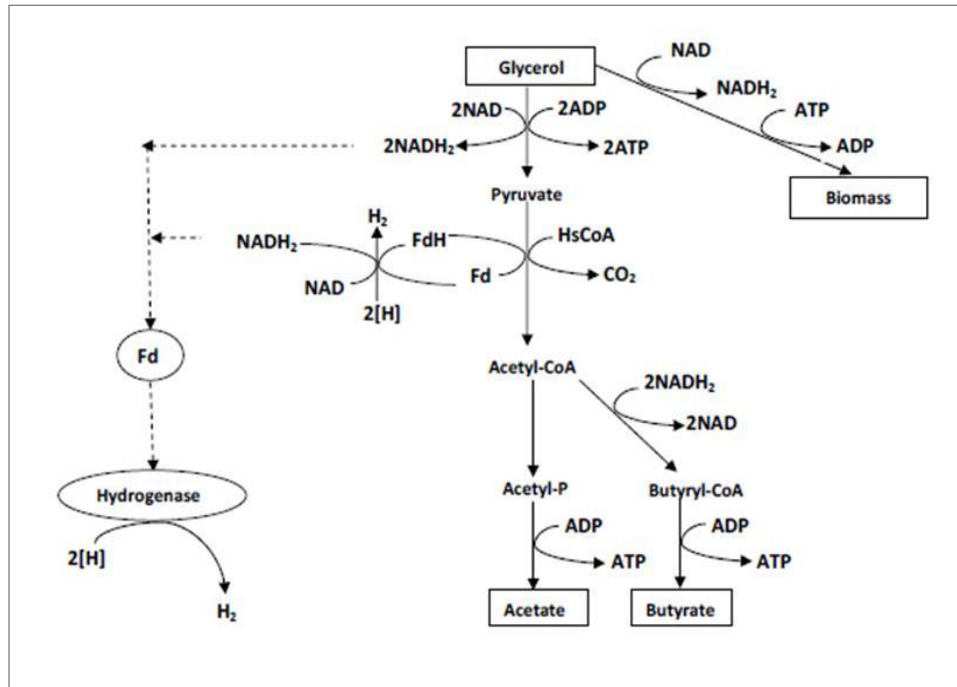 Glycerol
NAD
NADH₂
2NAD
2ADP
ATP
2NADH₂
2ATP
ADP
Pyruvate
Biomass
H₂
NADH₂
FdH
HsCoA
NAD
Fd
CO₂
2[H]
Fd
Acetyl-CoA
2NADH₂
2NAD
Hydrogenase
Acetyl-P
Butyryl-CoA
2[H]
ADP
ADP
ATP
ATP
H₂
Acetate
Butyrate